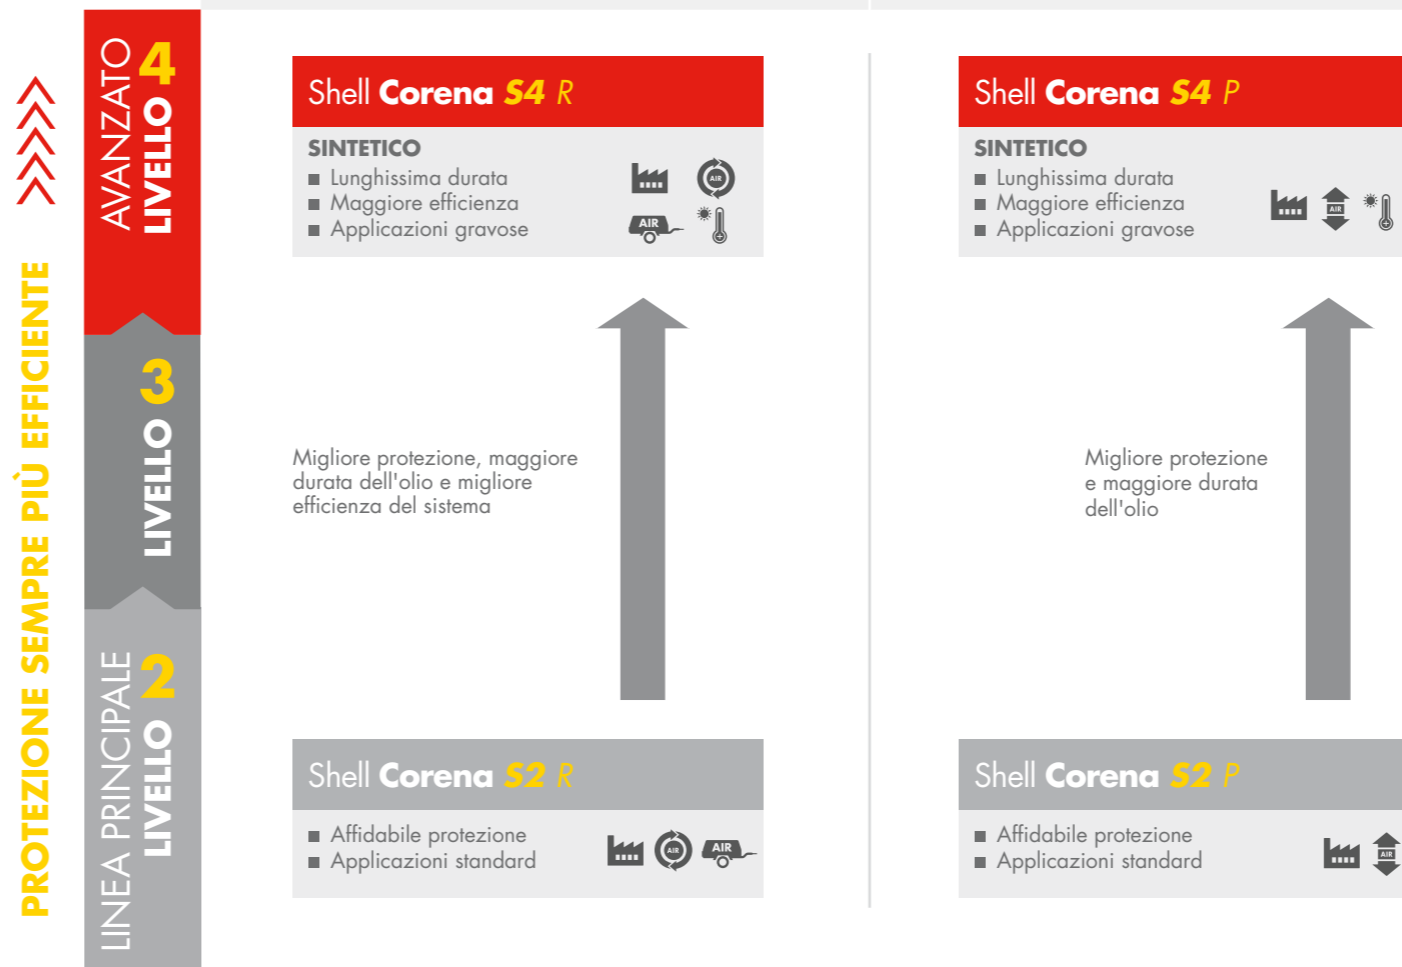 PROTEZIONE SEMPRE PIÙ EFFICIENTE
AVANZATO
LIVELLO 4
LIVELLO 3
LINEA PRINCIPALE
LIVELLO 2
Shell Corena S4 R
SINTETICO
■ Lunghissima durata
■ Maggiore efficienza
■ Applicazioni gravose
AIR
AIR
Migliore protezione, maggiore
durata dell'olio e migliore
efficienza del sistema
Shell Corena S2 R
■ Affidabile protezione
■ Applicazioni standard
AIR
AIR
Shell Corena S4 P
SINTETICO
■ Lunghissima durata
■ Maggiore efficienza
■ Applicazioni gravose
AIR
Migliore protezione
e maggiore durata
dell'olio
Shell Corena S2 P
■ Affidabile protezione
■ Applicazioni standard
AIR